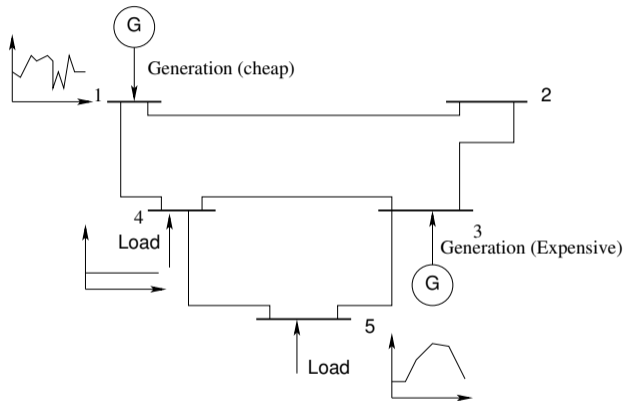 G
Generation (cheap)
1
2
4
Load
3
Generation (Expensive)
G
5
Load